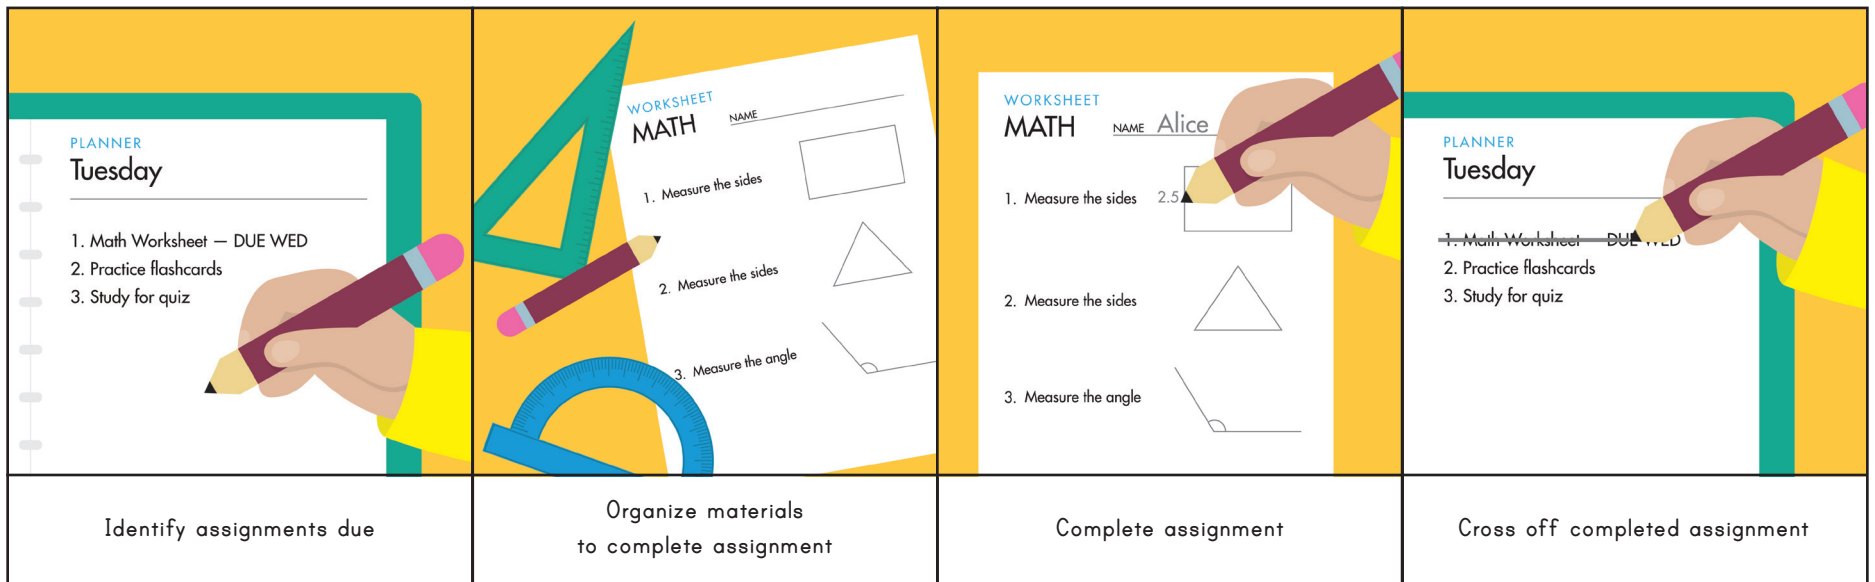 PLANNER
Tuesday
1. Math Worksheet – DUE WED
2. Practice flashcards
3. Study for quiz
Identify assignments due
WORKSHEET
MATH
NAME
1. Measure the sides
2. Measure the sides
3. Measure the angle
Organize materials
to complete assignment
WORKSHEET
MATH
NAME Alice
1. Measure the sides
2.5
2. Measure the sides
3. Measure the angle
Complete assignment
PLANNER
Tuesday
1. Math Worksheet – DUE WED
2. Practice flashcards
3. Study for quiz
Cross off completed assignment